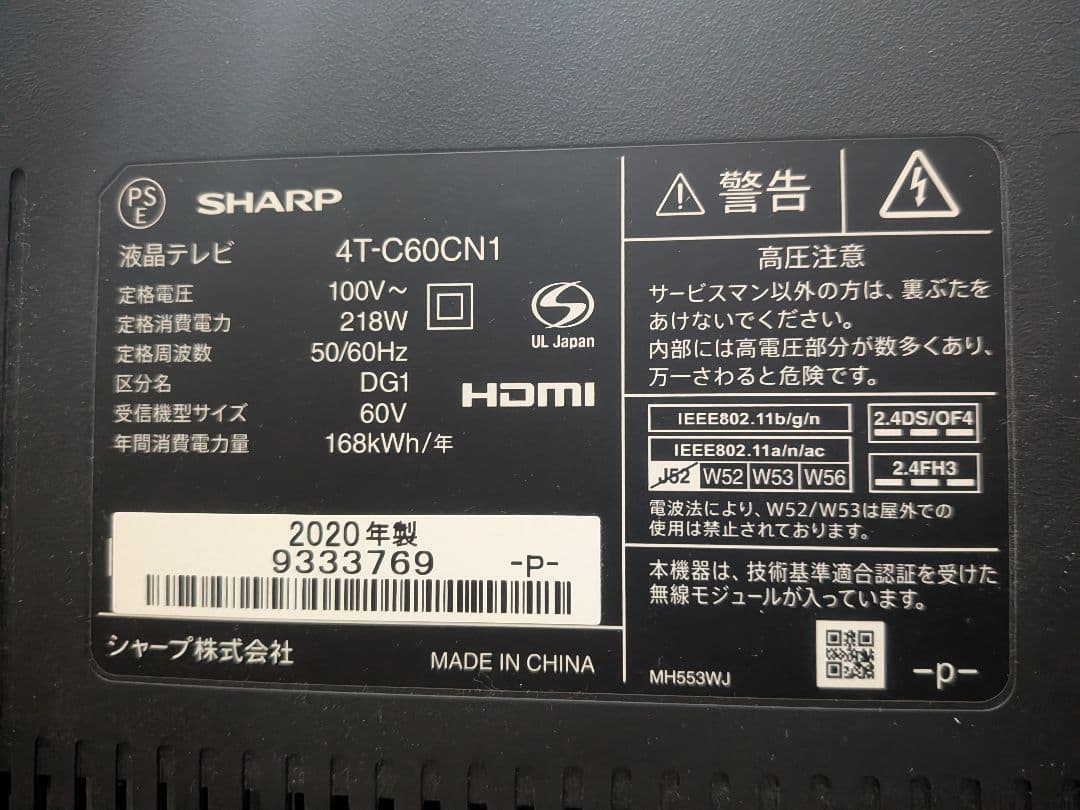 PS
E
SHARP
液晶テレビ 4T-C60CN1
定格電圧 100V～
定格消費電力 218W
定格周波数 50/60Hz
区分名 DG1
受信機型サイズ 60V
年間消費電力量 168kWh/年
S
UL Japan
HDMI
2020年製
9333769 -P-
シャープ株式会社
MADE IN CHINA
警告
高圧注意
サービスマン以外の方は、裏ぶたを
あけないでください。
内部には高電圧部分が数多くあり、
万一さわると危険です。
IEEE802.11b/g/n
IEEE802.11a/n/ac
J52 W52 W53 W56
2.4DS/OF4
2.4FH3
電波法により、W52/W53は屋外での
使用は禁止されております。
本機器は、技術基準適合認証を受けた
無線モジュールが入っています。
MH553WJ
-p-